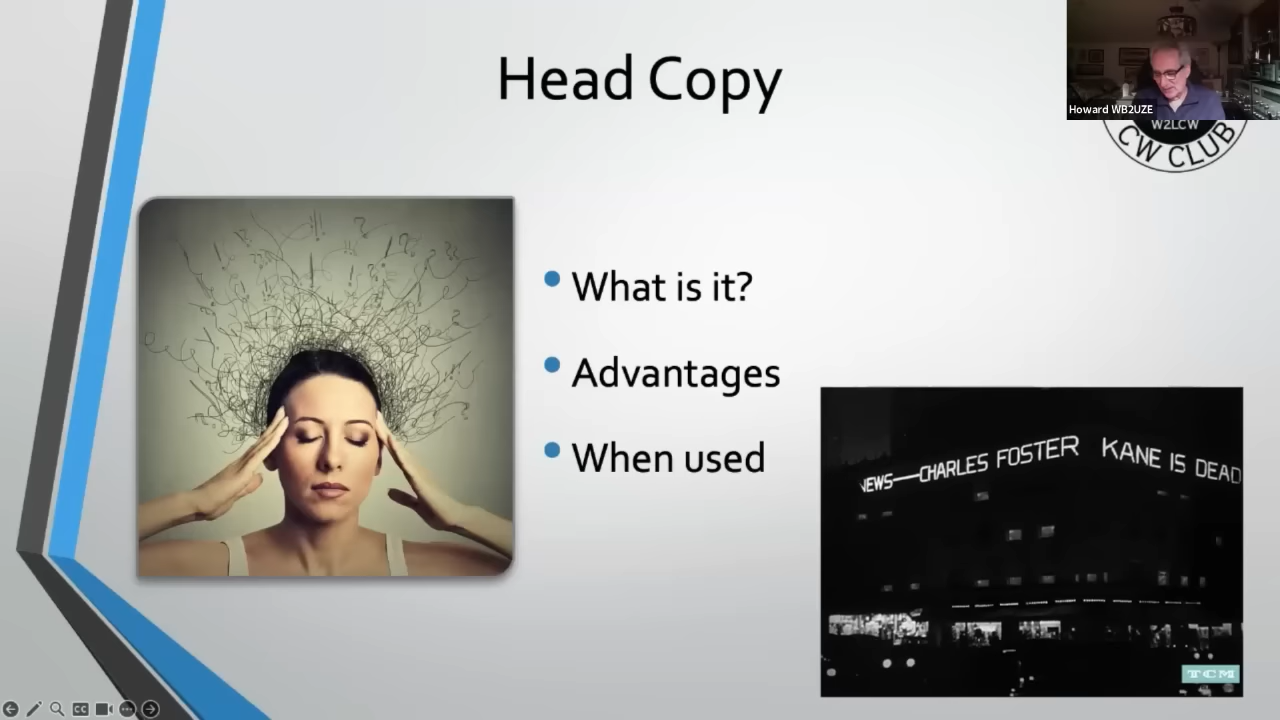 Head Copy
Howard WB2UZE
W2LCW
CW CLUB
What is it?
Advantages
When used
NEWS—CHARLES FOSTER KANE IS DEAD
TCM
CC